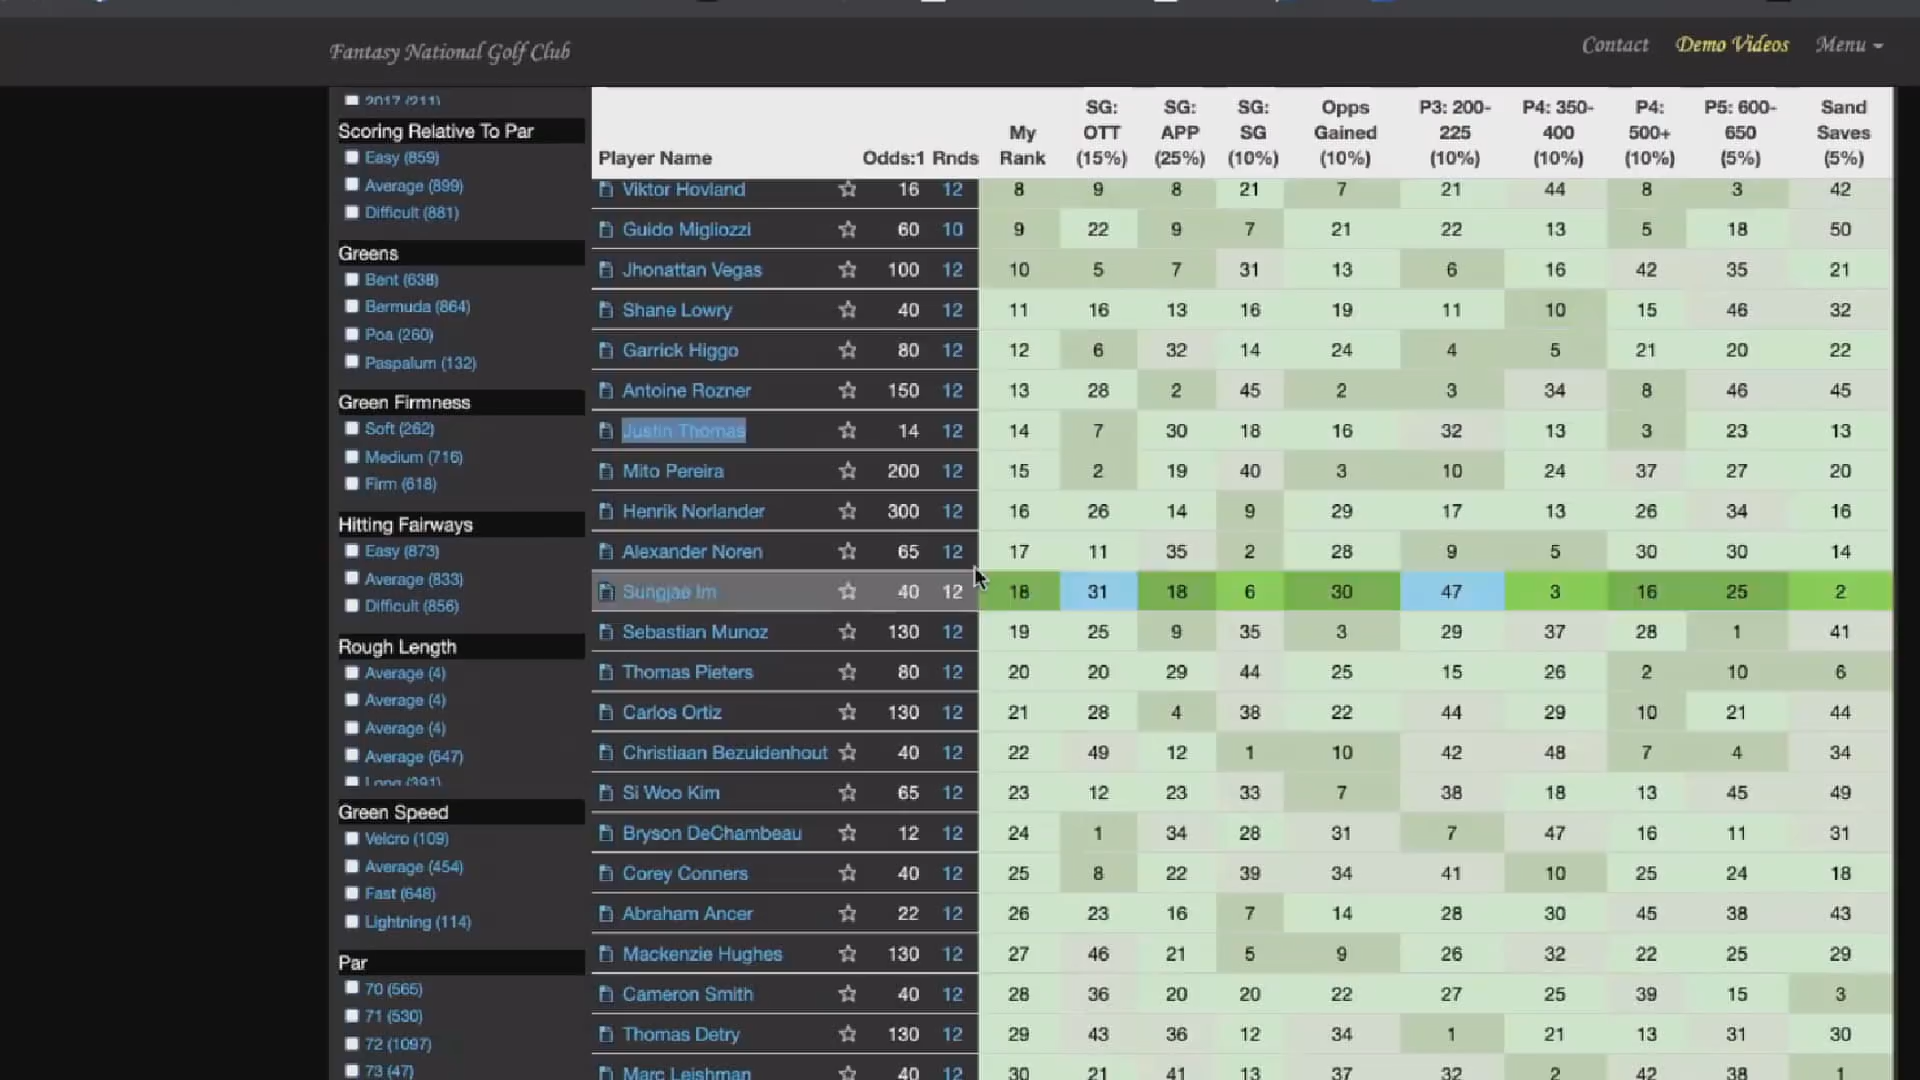 Fantasy National Golf Club
Contact Demo Videos Menu
2017 (211)
Scoring Relative To Par
Easy (859)
Average (899)
Difficult (881)
Greens
Bent (638)
Bermuda (864)
Poa (260)
Paspalum (132)
Green Firmness
Soft (262)
Medium (716)
Firm (618)
Hitting Fairways
Easy (873)
Average (833)
Difficult (856)
Rough Length
Average (4)
Average (4)
Average (4)
Average (647)
Long (391)
Green Speed
Velcro (109)
Average (454)
Fast (648)
Lightning (114)
Par
70 (565)
71 (530)
72 (1097)
73 (47)
Player Name Odds:1 Rnds My Rank SG: OTT (15%) SG: APP (25%) SG: SG (10%) Opps Gained (10%) P3: 200-225 (10%) P4: 350-400 (10%) P4: 500+ (10%) P5: 600-650 (5%) Sand Saves (5%)
Viktor Hovland 16 12 8 9 8 21 7 21 44 8 3 42
Guido Migliozzi 60 10 9 22 9 7 21 22 13 5 18 50
Jhonattan Vegas 100 12 10 5 7 31 13 6 16 42 35 21
Shane Lowry 40 12 11 16 13 16 19 11 10 15 46 32
Garrick Higgo 80 12 12 6 32 14 24 4 5 21 20 22
Antoine Rozner 150 12 13 28 2 45 2 3 34 8 46 45
Justin Thomas 14 12 14 7 30 18 16 32 13 3 23 13
Mito Pereira 200 12 15 2 19 40 3 10 24 37 27 20
Henrik Norlander 300 12 16 26 14 9 29 17 13 26 34 16
Alexander Noren 65 12 17 11 35 2 28 9 5 30 30 14
Sungjae Im 40 12 18 31 18 6 30 47 3 16 25 2
Sebastian Munoz 130 12 19 25 9 35 3 29 37 28 1 41
Thomas Pieters 80 12 20 20 29 44 25 15 26 2 10 6
Carlos Ortiz 130 12 21 28 4 38 22 44 29 10 21 44
Christiaan Bezuidenhout 40 12 22 49 12 1 10 42 48 7 4 34
Si Woo Kim 65 12 23 12 23 33 7 38 18 13 45 49
Bryson DeChambeau 12 12 24 1 34 28 31 7 47 16 11 31
Corey Conners 40 12 25 8 22 39 34 41 10 25 24 18
Abraham Ancer 22 12 26 23 16 7 14 28 30 45 38 43
Mackenzie Hughes 130 12 27 46 21 5 9 26 32 22 25 29
Cameron Smith 40 12 28 36 20 20 22 27 25 39 15 3
Thomas Detry 130 12 29 43 36 12 34 1 21 13 31 30
Marc Leishman 40 12 30 21 41 13 37 32 2 42 38 1